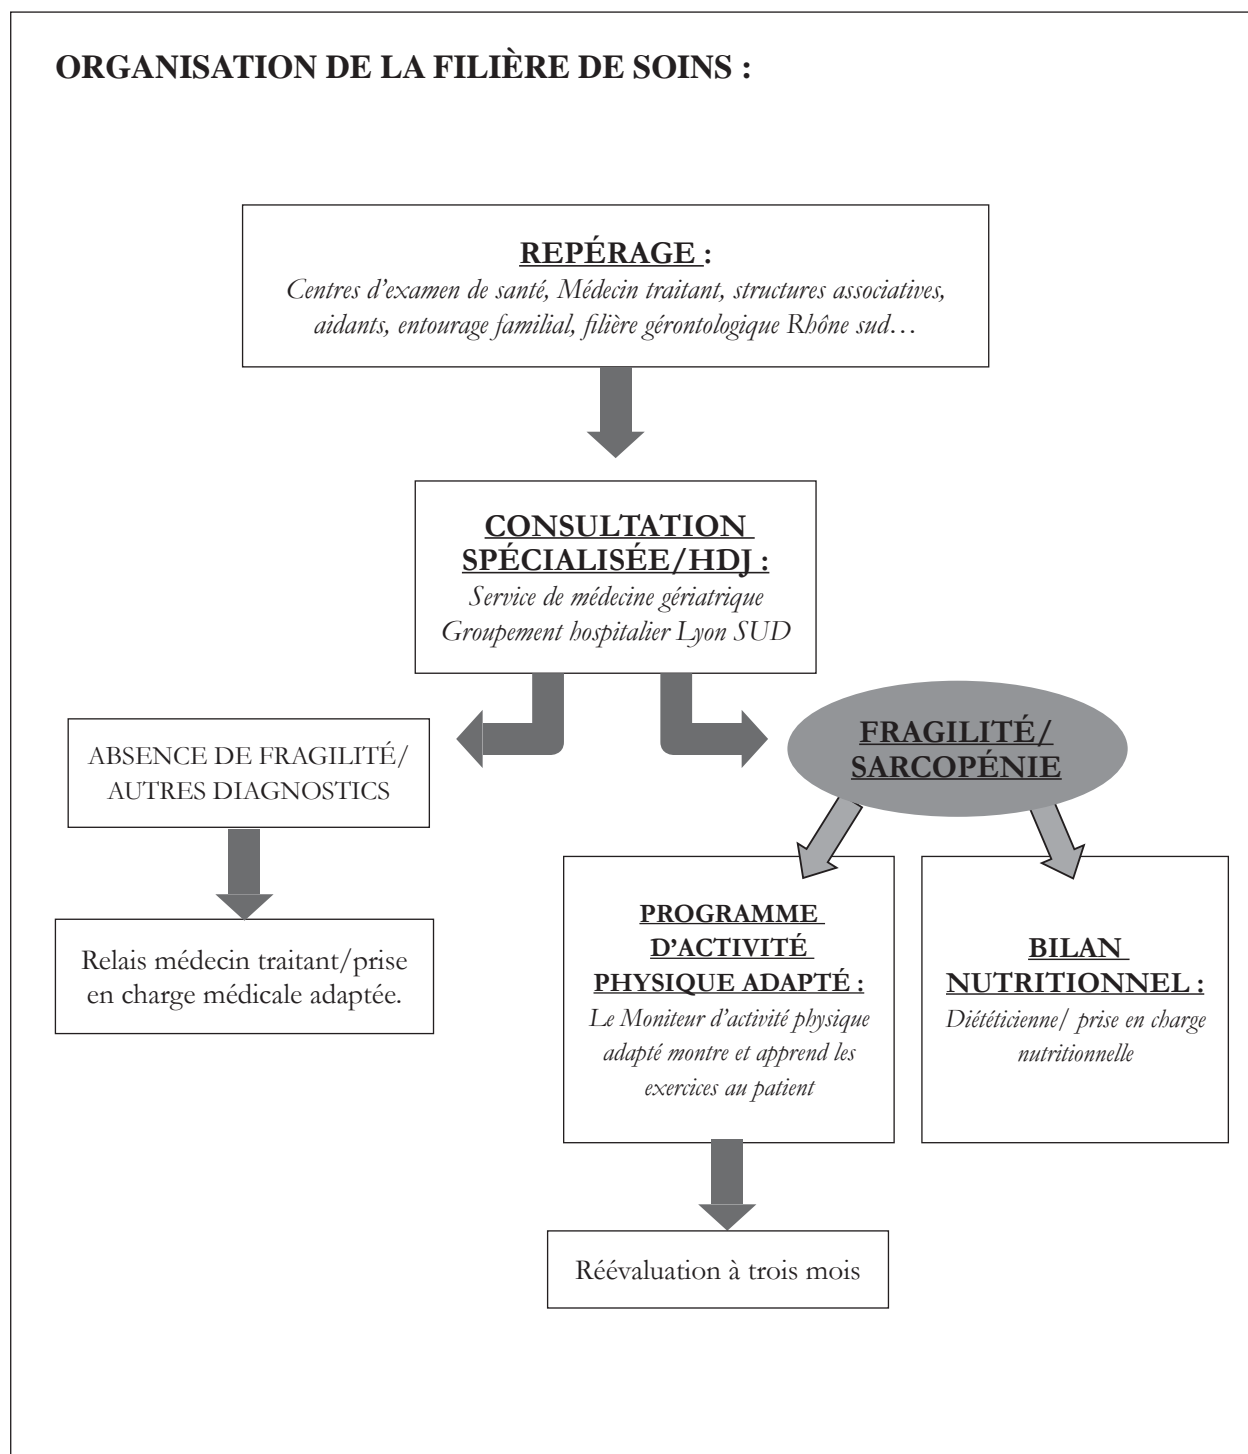 ORGANISATION DE LA FILIÈRE DE SOINS :
REPÉRAGE :
Centres d'examen de santé, Médecin traitant, structures associatives,
aidants, entourage familial, filière gérontologique Rhône sud…
CONSULTATION
SPÉCIALISÉE/HDJ :
Service de médecine gériatrique
Groupement hospitalier Lyon SUD
ABSENCE DE FRAGILITÉ/
AUTRES DIAGNOSTICS
FRAGILITÉ/
SARCOPÉNIE
Relais médecin traitant/prise
en charge médicale adaptée.
PROGRAMME
D'ACTIVITÉ
PHYSIQUE ADAPTÉ :
Le Moniteur d'activité physique
adapté montre et apprend les
exercices au patient
BILAN
NUTRITIONNEL :
Diététicienne/ prise en charge
nutritionnelle
Réévaluation à trois mois